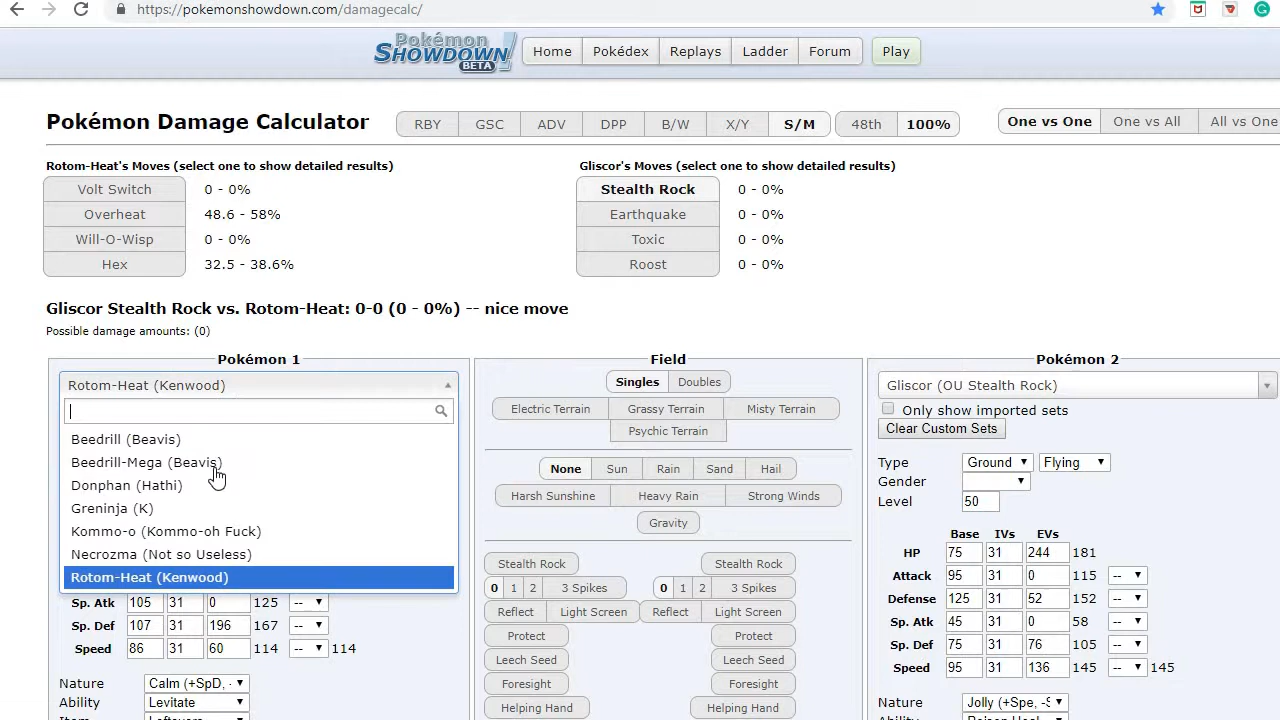 https://pokemonshowdown.com/damagecalc/
Pokémon SHOWDOWN! BETA
Home Pokédex Replays Ladder Forum Play
Pokémon Damage Calculator RBY GSC ADV DPP B/W X/Y S/M 48th 100% One vs One One vs All All vs One
Rotom-Heat's Moves (select one to show detailed results) Gliscor's Moves (select one to show detailed results)
Volt Switch 0 - 0% Stealth Rock 0 - 0%
Overheat 48.6 - 58% Earthquake 0 - 0%
Will-O-Wisp 0 - 0% Toxic 0 - 0%
Hex 32.5 - 38.6% Roost 0 - 0%
Gliscor Stealth Rock vs. Rotom-Heat: 0-0 (0 - 0%) -- nice move
Possible damage amounts: (0)
Pokémon 1
Rotom-Heat (Kenwood)
Beedrill (Beavis)
Beedrill-Mega (Beavis)
Donphan (Hathi)
Greninja (K)
Kommo-o (Kommo-oh Fuck)
Necrozma (Not so Useless)
Rotom-Heat (Kenwood)
Sp. Atk 105 31 0 125 --
Sp. Def 107 31 196 167 --
Speed 86 31 60 114 -- 114
Nature Calm (+SpD, -
Ability Levitate
Field
Singles Doubles
Electric Terrain Grassy Terrain Misty Terrain
Psychic Terrain
None Sun Rain Sand Hail
Harsh Sunshine Heavy Rain Strong Winds
Gravity
Stealth Rock Stealth Rock
0 1 2 3 Spikes 0 1 2 3 Spikes
Reflect Light Screen Reflect Light Screen
Protect Protect
Leech Seed Leech Seed
Foresight Foresight
Helping Hand Helping Hand
Pokémon 2
Gliscor (OU Stealth Rock)
Only show imported sets
Clear Custom Sets
Type Ground Flying
Gender
Level 50
Base IVs EVs
HP 75 31 244 181
Attack 95 31 0 115 --
Defense 125 31 52 152 --
Sp. Atk 45 31 0 58 --
Sp. Def 75 31 76 105 --
Speed 95 31 136 145 -- 145
Nature Jolly (+Spe, -S